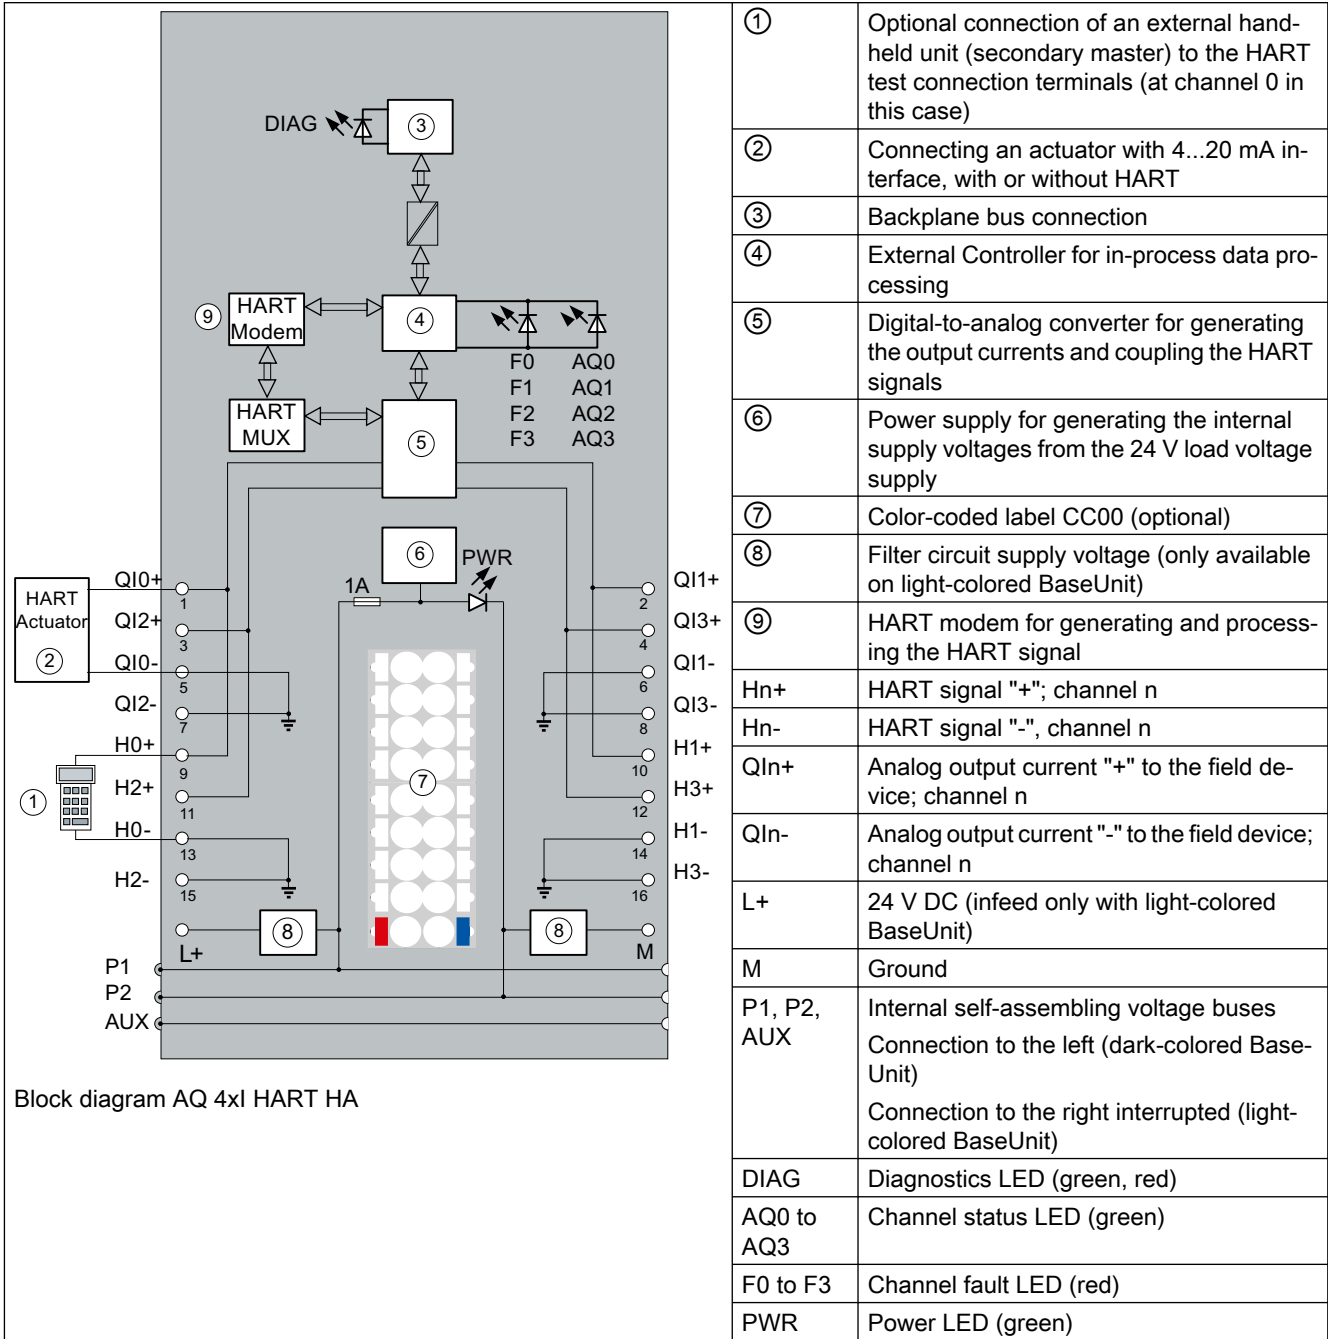 DIAG
③
④
⑨
HART
Modem
HART
MUX
F0 AQ0
F1 AQ1
F2 AQ2
F3 AQ3
⑤
⑥
PWR
1A
HART
Actuator
②
QI0+
1
QI2+
3
QI0-
5
QI2-
7
H0+
9
H2+
11
H0-
13
H2-
15
①
QI1+
2
QI3+
4
QI1-
6
QI3-
8
H1+
10
H3+
12
H1-
14
H3-
16
⑦
⑧
⑧
L+
M
P1
P2
AUX
Block diagram AQ 4xI HART HA
① Optional connection of an external hand-
held unit (secondary master) to the HART
test connection terminals (at channel 0 in
this case)
② Connecting an actuator with 4...20 mA in-
terface, with or without HART
③ Backplane bus connection
④ External Controller for in-process data pro-
cessing
⑤ Digital-to-analog converter for generating
the output currents and coupling the HART
signals
⑥ Power supply for generating the internal
supply voltages from the 24 V load voltage
supply
⑦ Color-coded label CC00 (optional)
⑧ Filter circuit supply voltage (only available
on light-colored BaseUnit)
⑨ HART modem for generating and process-
ing the HART signal
Hn+ HART signal "+"; channel n
Hn- HART signal "-", channel n
QIn+ Analog output current "+" to the field de-
vice; channel n
QIn- Analog output current "-" to the field device;
channel n
L+ 24 V DC (infeed only with light-colored
BaseUnit)
M Ground
P1, P2, Internal self-assembling voltage buses
AUX
Connection to the left (dark-colored Base-
Unit)
Connection to the right interrupted (light-
colored BaseUnit)
DIAG Diagnostics LED (green, red)
AQ0 to Channel status LED (green)
AQ3
F0 to F3 Channel fault LED (red)
PWR Power LED (green)